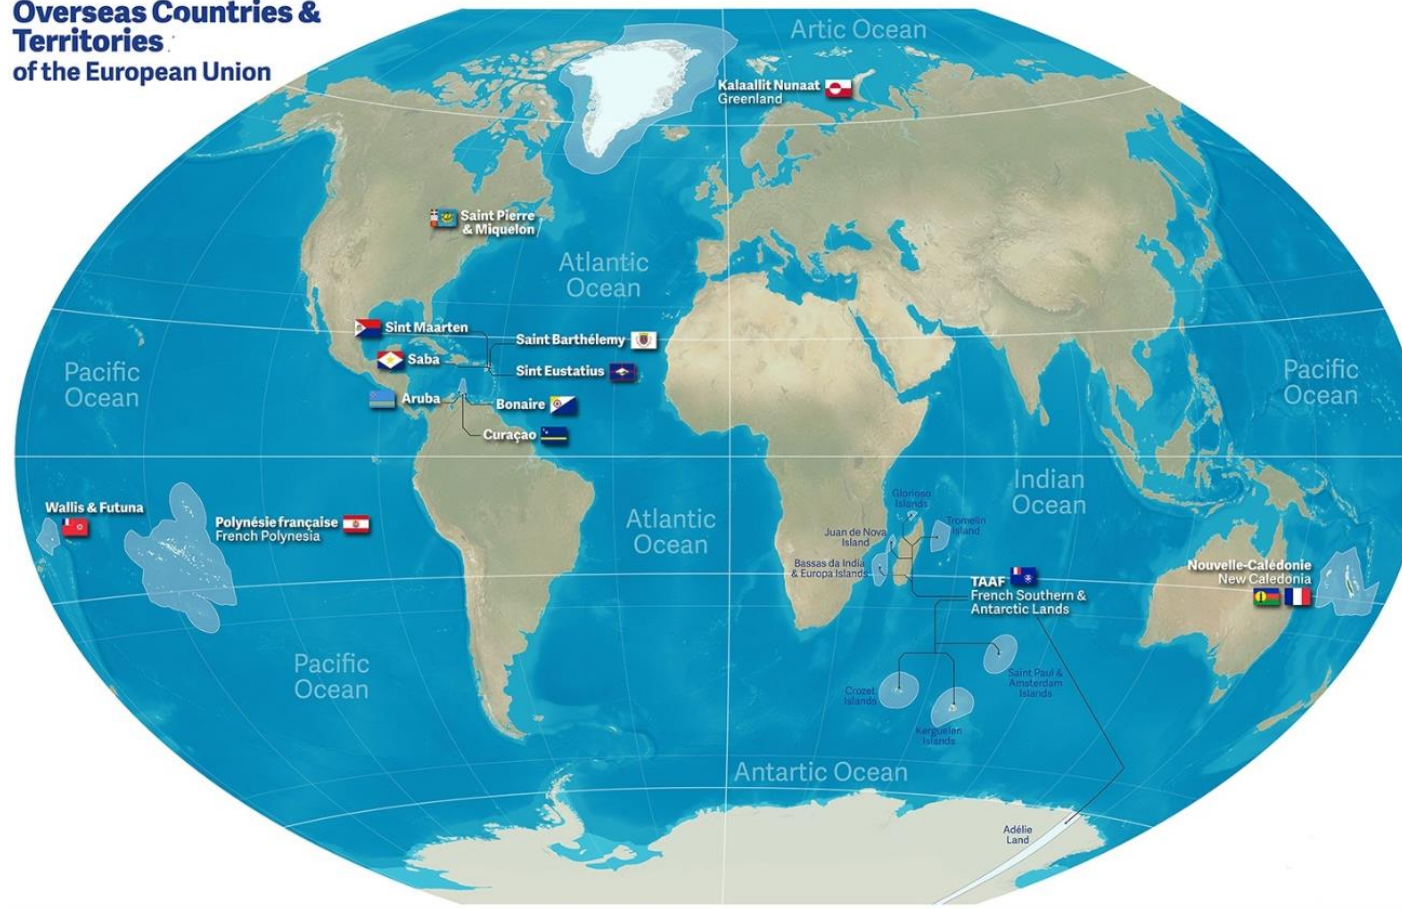 Overseas Countries &
Territories
of the European Union
Artic Ocean
Kalaallit Nunaat
Greenland
Saint Pierre
& Miquelon
Atlantic
Ocean
Sint Maarten
Saint Barthélemy
Saba
Sint Eustatius
Aruba
Bonaire
Curaçao
Pacific
Ocean
Pacific
Ocean
Indian
Ocean
Wallis & Futuna
Polynésie française
French Polynesia
Atlantic
Ocean
Glorioso
Islands
Tromelin
Island
Juan de Nova
Island
Bassas da India
& Europa Islands
TAAF
French Southern &
Antarctic Lands
Nouvelle-Calédonie
New Caledonia
Pacific
Ocean
Saint Paul &
Amsterdam
Islands
Crozet
Islands
Kerguelen
Islands
Antartic Ocean
Adélie
Land